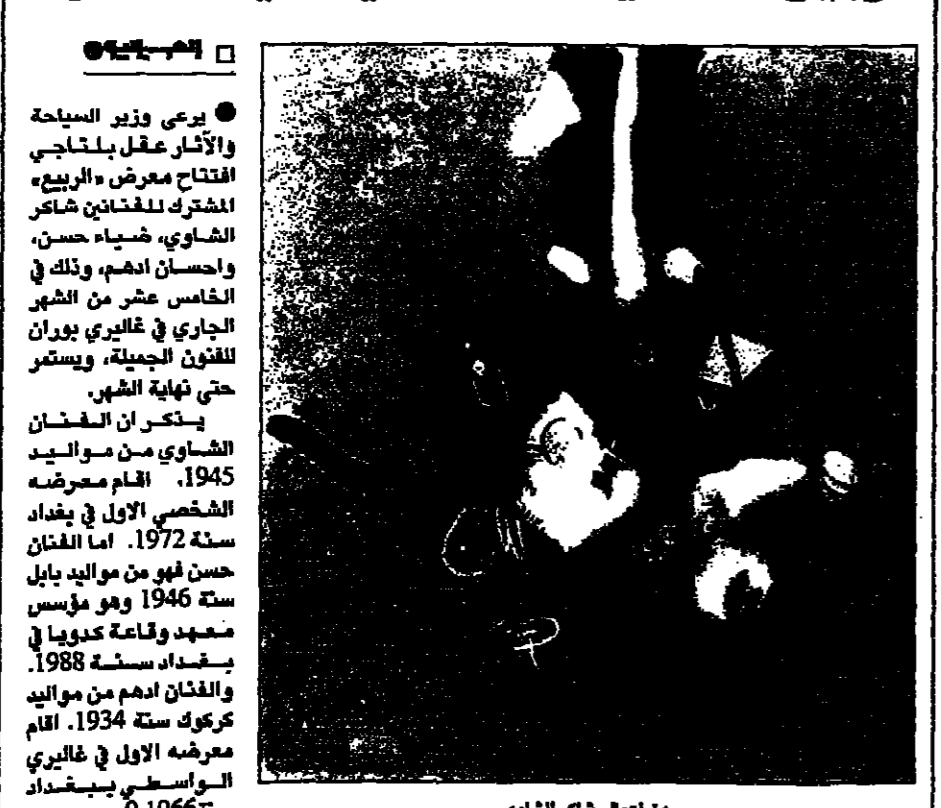 يرعى وزير السياحة
والآثار عقل بلتاجي
افتتاح معرض «الربيع»
المشترك للفنانين شاكر
الشاوي، ضياء حسن،
واحسان ادهم، وذلك في
الخامس عشر من الشهر
الجاري في غاليري بوران
للفنون الجميلة، ويستمر
حتى نهاية الشهر.
يذكر ان الفنان
الشاوي من مواليد
1945. اقام معرضه
الشخصي الاول في بغداد
سنة 1972. اما الفنان
حسن فهو من مواليد بابل
سنة 1946 وهو مؤسس
معهد وقاعة كدويا في
بغداد سنة 1988.
والفنان ادهم من مواليد
كركوك سنة 1934. اقام
معرضه الاول في غاليري
الواسطي ببغداد